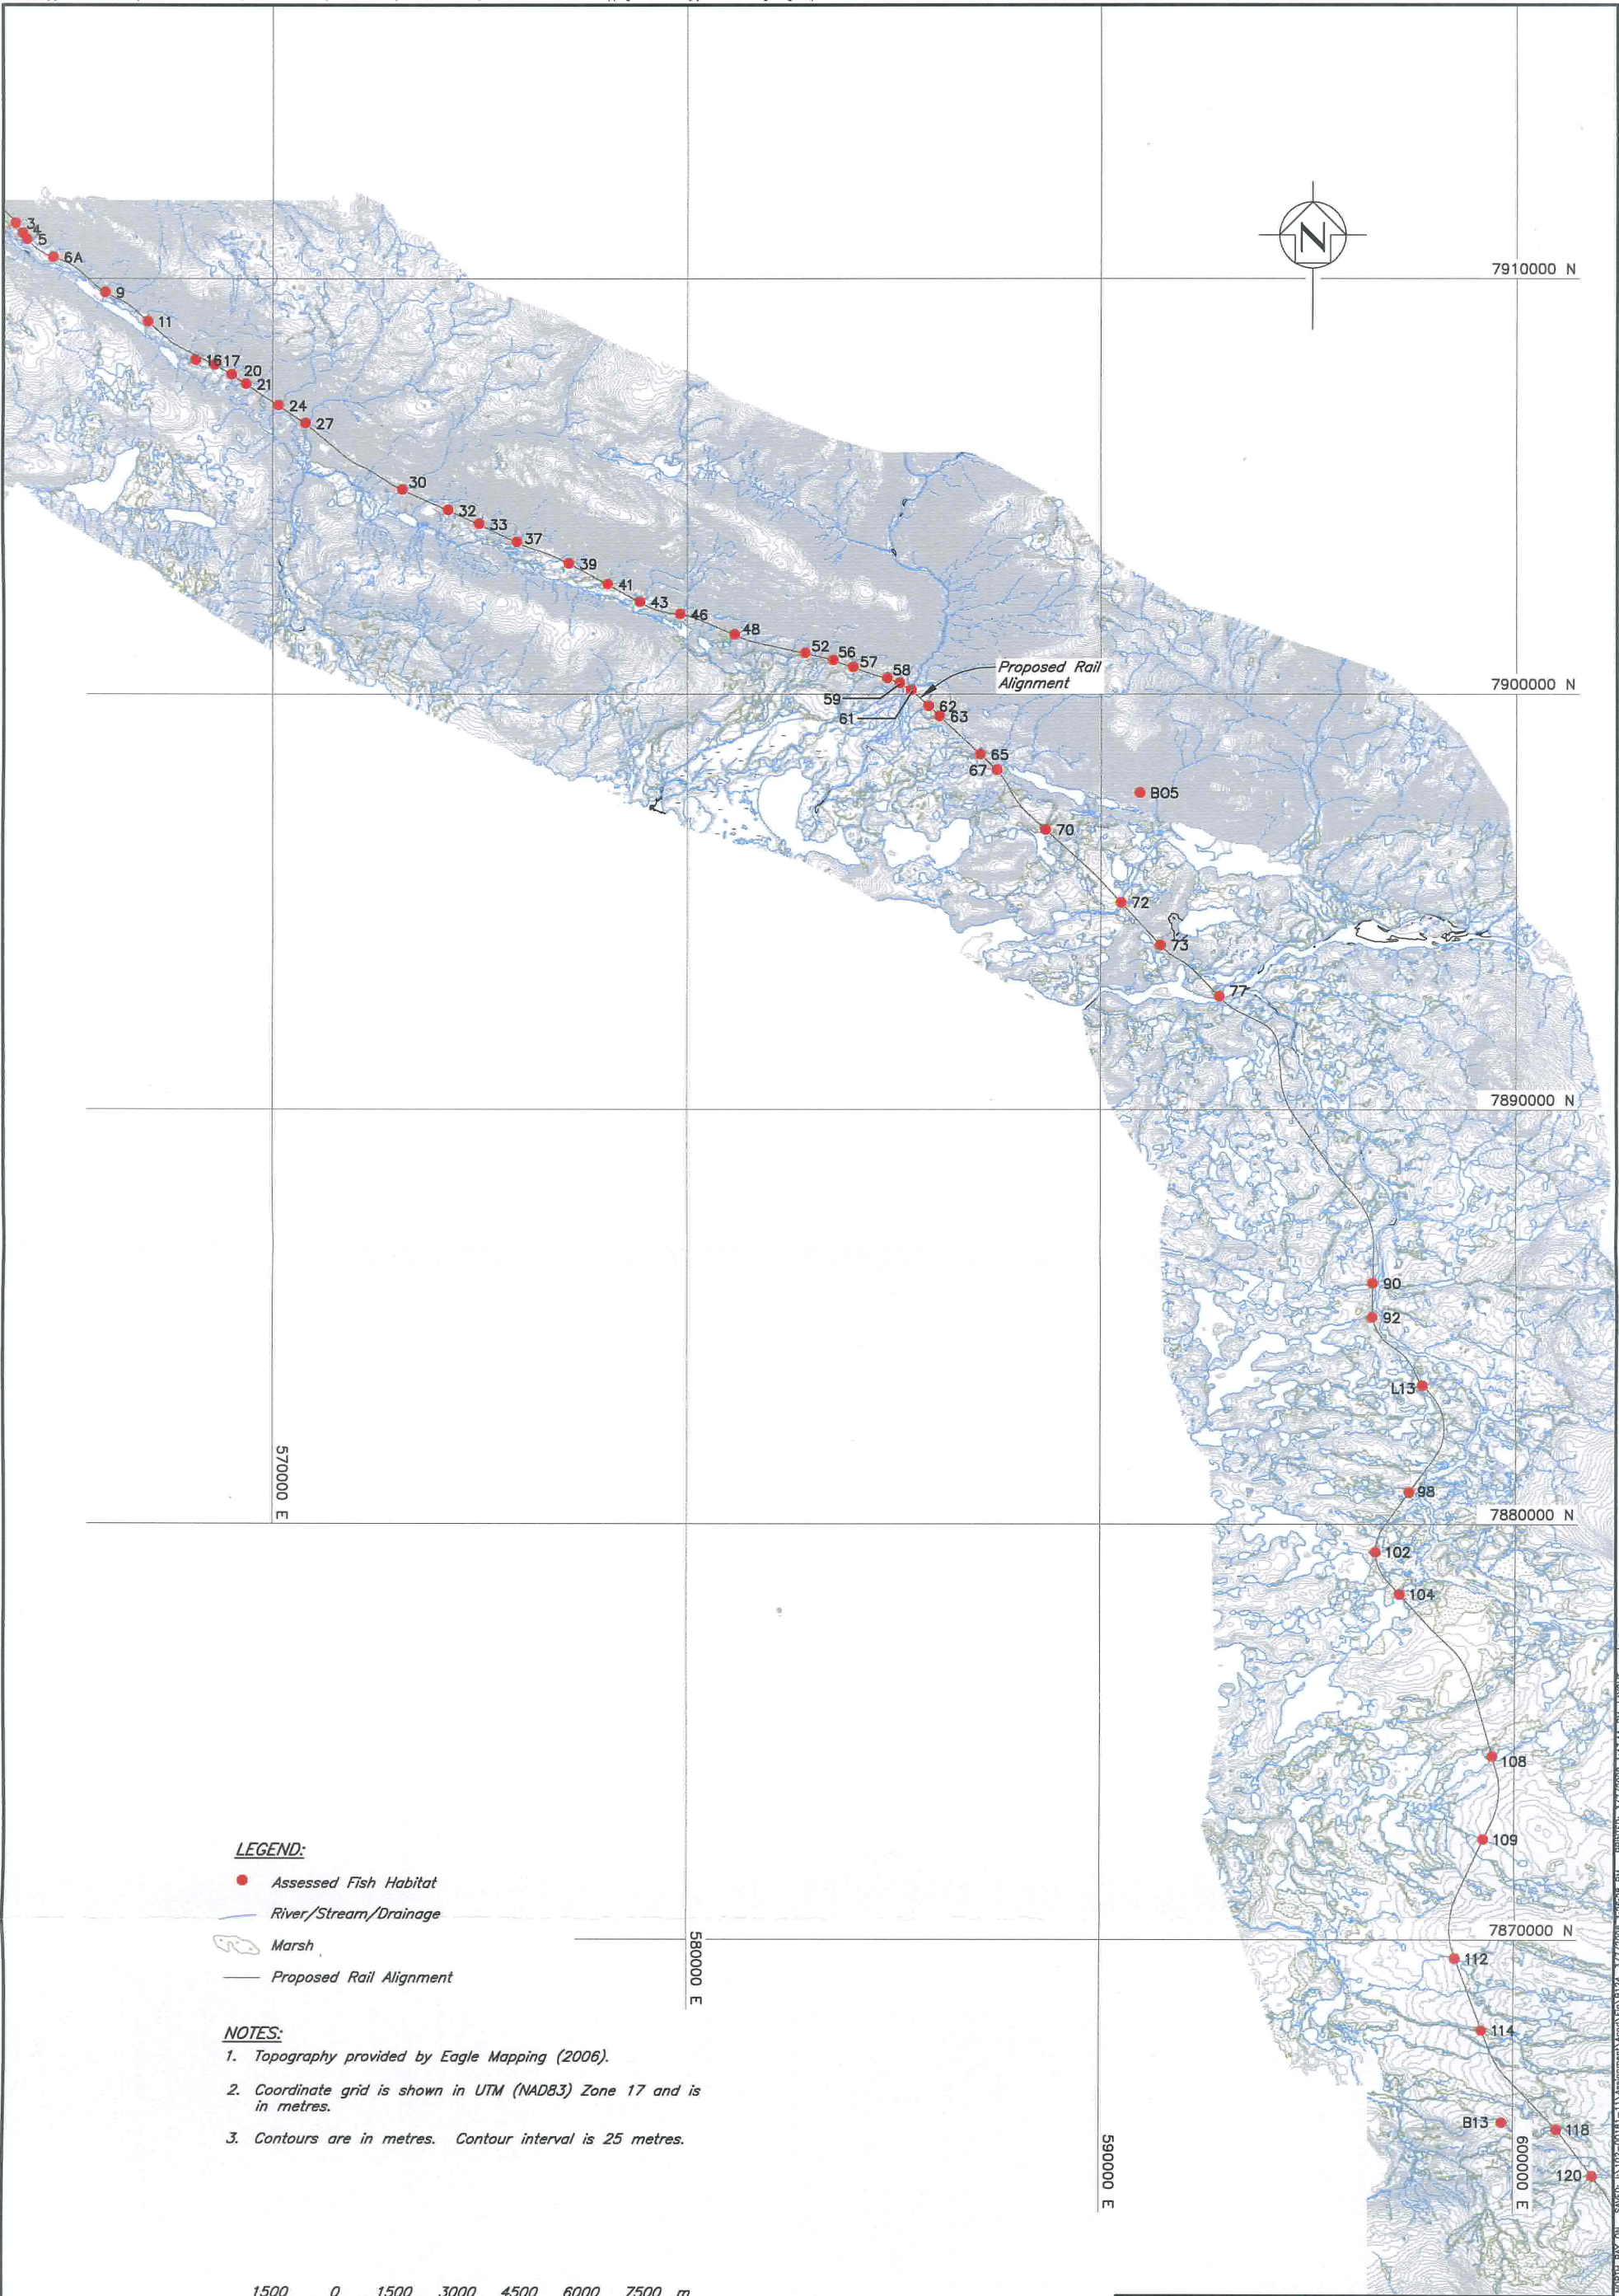 N
7910000 N
3
4
5
6A
9
11
16 17
20
21
24
27
30
32
33
37
39
41
43
46
48
52
56
57
58
59
61
Proposed Rail
Alignment
7900000 N
62
63
65
67
B05
70
72
73
77
7890000 N
90
92
L13
98
570000 E
7880000 N
102
104
108
109
7870000 N
580000 E
112
114
B13
118
120
590000 E
600000 E
LEGEND:
Assessed Fish Habitat
River/Stream/Drainage
Marsh
Proposed Rail Alignment
NOTES:
1. Topography provided by Eagle Mapping (2006).
2. Coordinate grid is shown in UTM (NAD83) Zone 17 and is
in metres.
3. Contours are in metres. Contour interval is 25 metres.
1500 0 1500 3000 4500 6000 7500 m